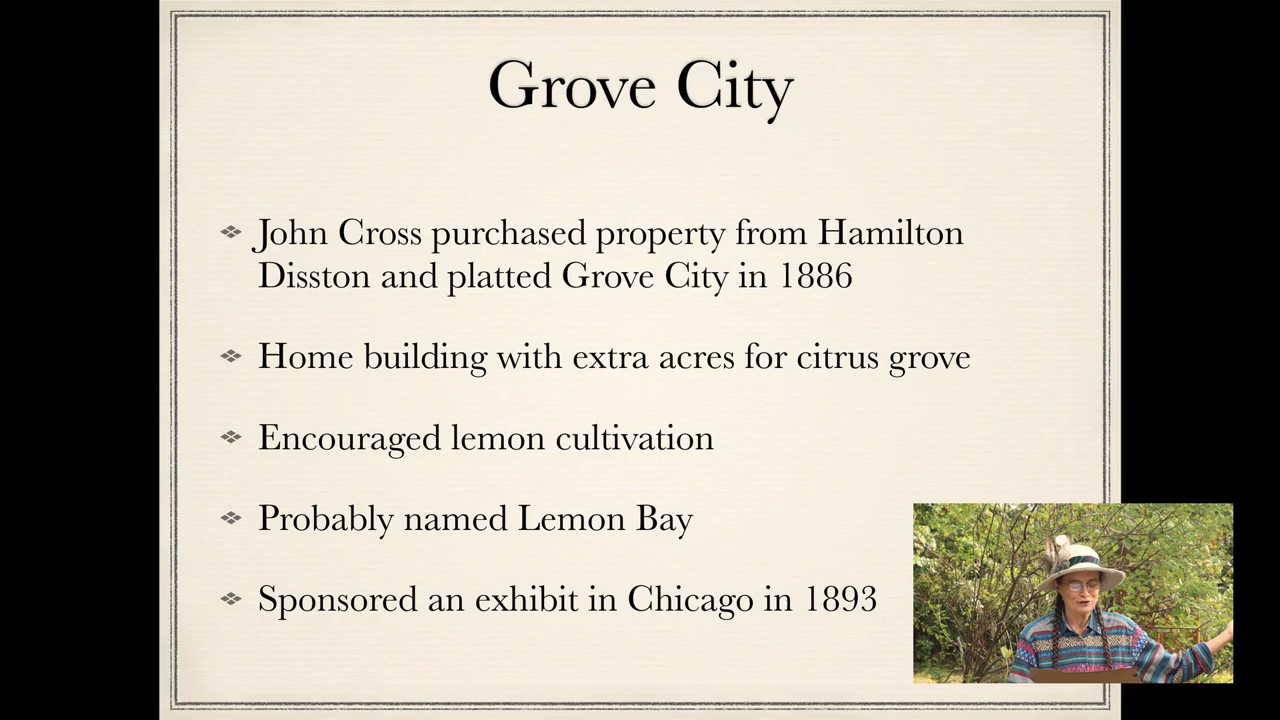 Grove City
John Cross purchased property from Hamilton
Disston and platted Grove City in 1886
Home building with extra acres for citrus grove
Encouraged lemon cultivation
Probably named Lemon Bay
Sponsored an exhibit in Chicago in 1893